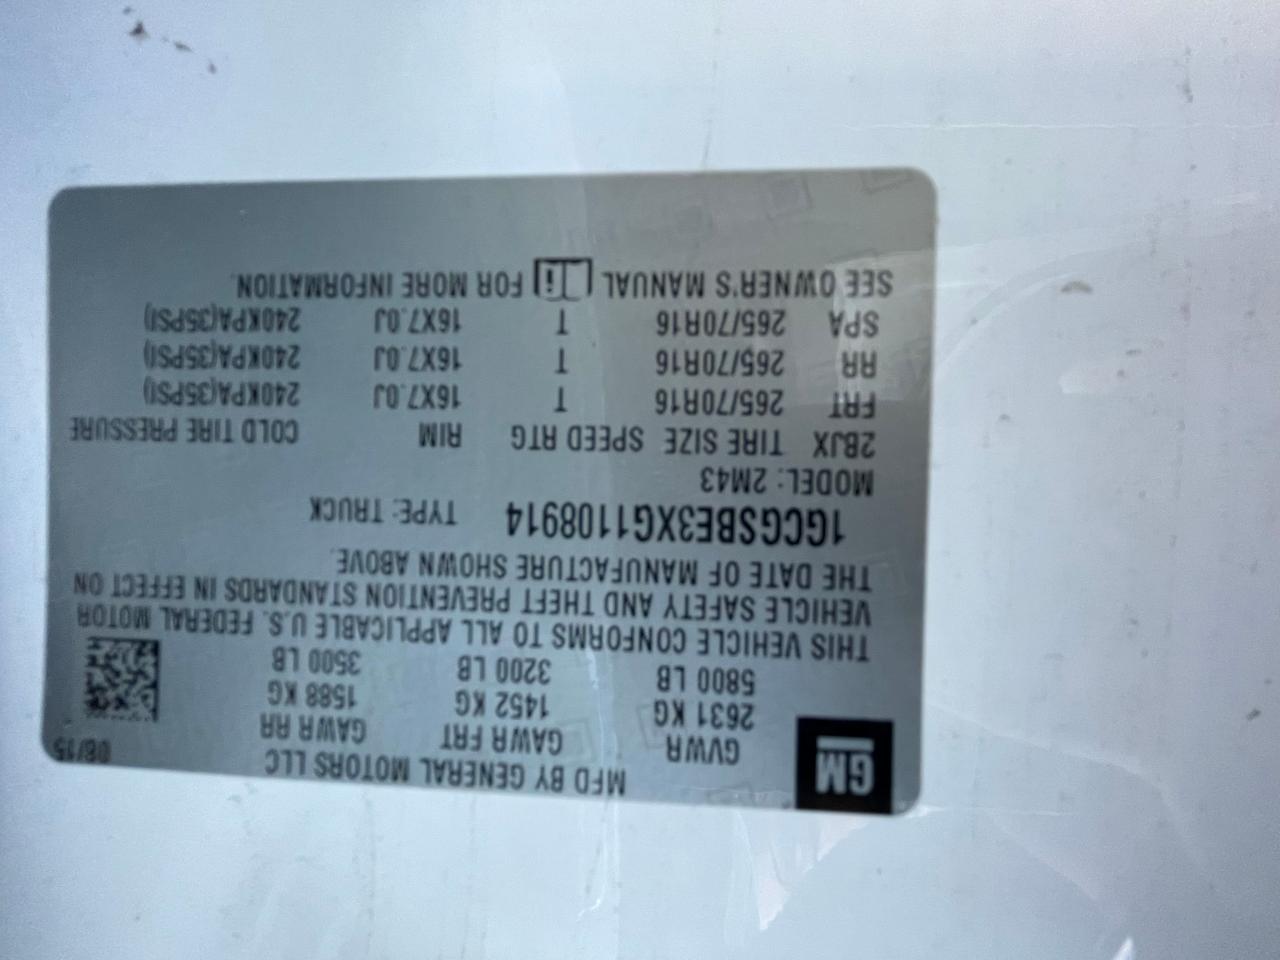 GM
MFD BY GENERAL MOTORS LLC 08/15
GVWR GAWR FRT GAWR RR
2631 KG 1452 KG 1588 KG
5800 LB 3200 LB 3500 LB
THIS VEHICLE CONFORMS TO ALL APPLICABLE U.S. FEDERAL MOTOR
VEHICLE SAFETY AND THEFT PREVENTION STANDARDS IN EFFECT ON
THE DATE OF MANUFACTURE SHOWN ABOVE.
1GCGSBE3XG1108914 TYPE: TRUCK
MODEL: 2M43
2BJX TIRE SIZE SPEED RTG RIM COLD TIRE PRESSURE
FRT 265/70R16 T 16X7.0J 240KPA(35PSI)
RR 265/70R16 T 16X7.0J 240KPA(35PSI)
SPA 265/70R16 T 16X7.0J 240KPA(35PSI)
SEE OWNER'S MANUAL i FOR MORE INFORMATION.